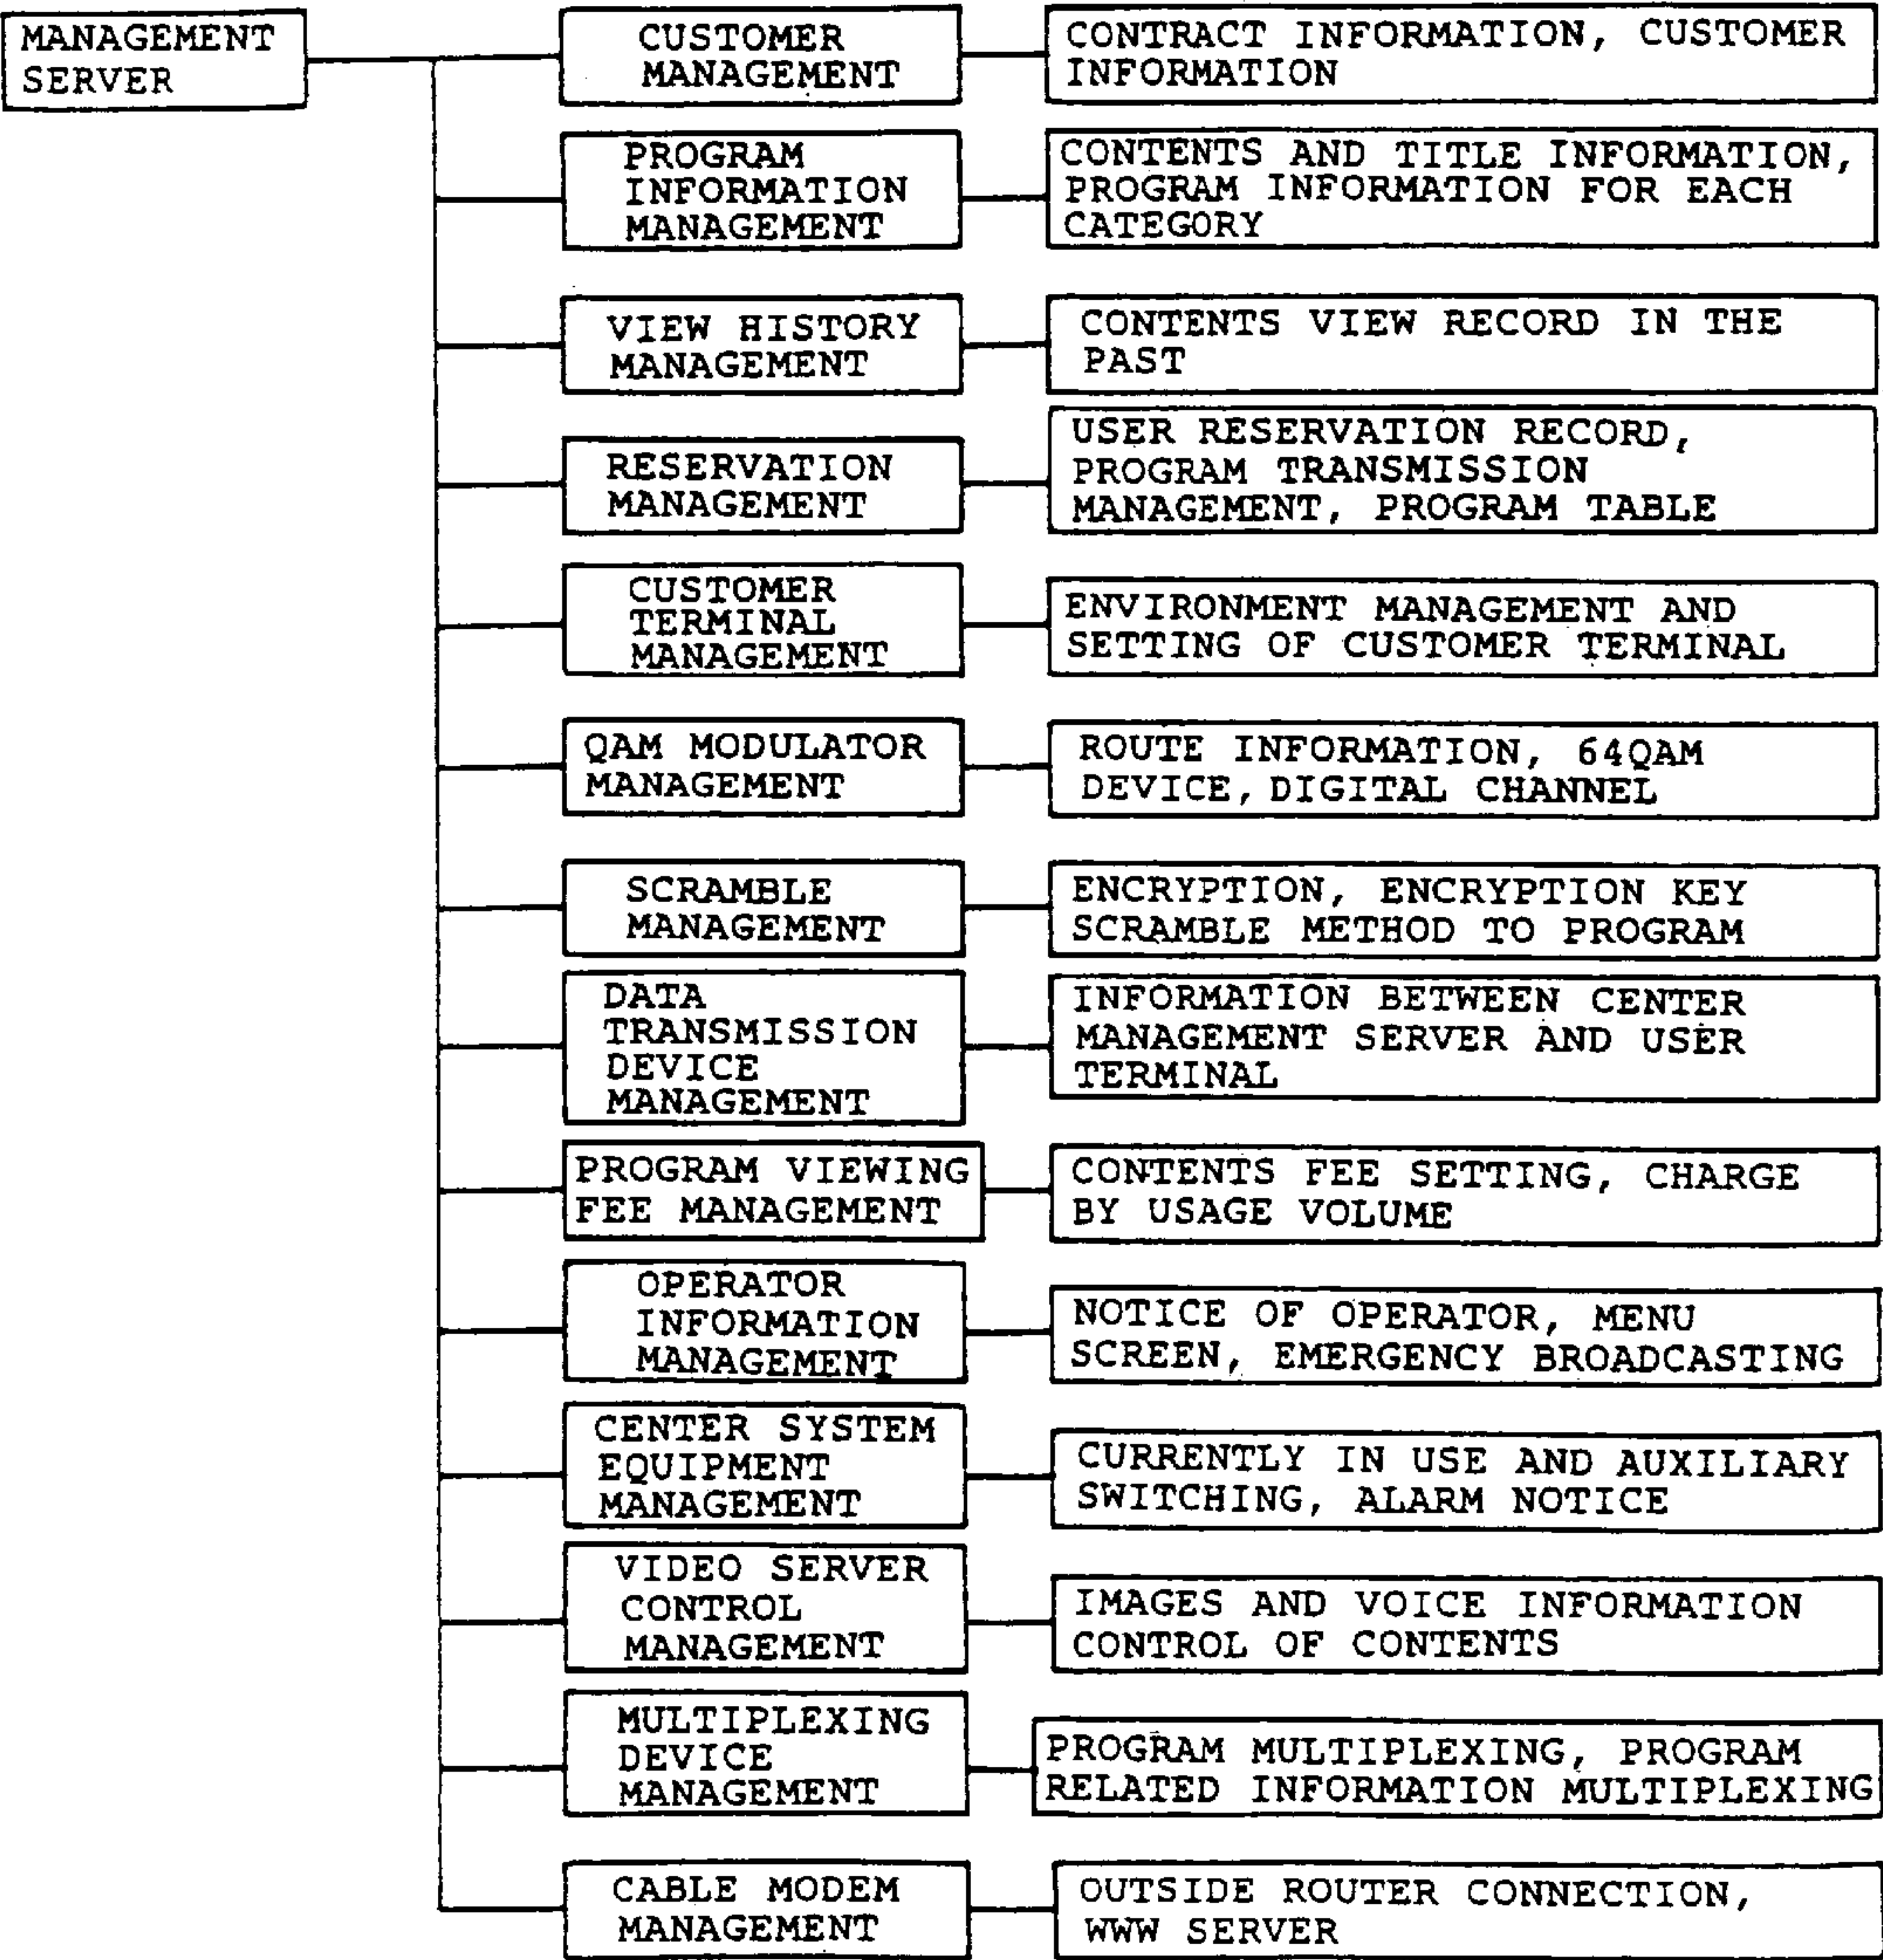 MANAGEMENT
SERVER
CUSTOMER
MANAGEMENT
CONTRACT INFORMATION, CUSTOMER
INFORMATION
PROGRAM
INFORMATION
MANAGEMENT
CONTENTS AND TITLE INFORMATION,
PROGRAM INFORMATION FOR EACH
CATEGORY
VIEW HISTORY
MANAGEMENT
CONTENTS VIEW RECORD IN THE
PAST
RESERVATION
MANAGEMENT
USER RESERVATION RECORD,
PROGRAM TRANSMISSION
MANAGEMENT, PROGRAM TABLE
CUSTOMER
TERMINAL
MANAGEMENT
ENVIRONMENT MANAGEMENT AND
SETTING OF CUSTOMER TERMINAL
QAM MODULATOR
MANAGEMENT
ROUTE INFORMATION, 64QAM
DEVICE, DIGITAL CHANNEL
SCRAMBLE
MANAGEMENT
ENCRYPTION, ENCRYPTION KEY
SCRAMBLE METHOD TO PROGRAM
DATA
TRANSMISSION
DEVICE
MANAGEMENT
INFORMATION BETWEEN CENTER
MANAGEMENT SERVER AND USER
TERMINAL
PROGRAM VIEWING
FEE MANAGEMENT
CONTENTS FEE SETTING, CHARGE
BY USAGE VOLUME
OPERATOR
INFORMATION
MANAGEMENT
NOTICE OF OPERATOR, MENU
SCREEN, EMERGENCY BROADCASTING
CENTER SYSTEM
EQUIPMENT
MANAGEMENT
CURRENTLY IN USE AND AUXILIARY
SWITCHING, ALARM NOTICE
VIDEO SERVER
CONTROL
MANAGEMENT
IMAGES AND VOICE INFORMATION
CONTROL OF CONTENTS
MULTIPLEXING
DEVICE
MANAGEMENT
PROGRAM MULTIPLEXING, PROGRAM
RELATED INFORMATION MULTIPLEXING
CABLE MODEM
MANAGEMENT
OUTSIDE ROUTER CONNECTION,
WWW SERVER